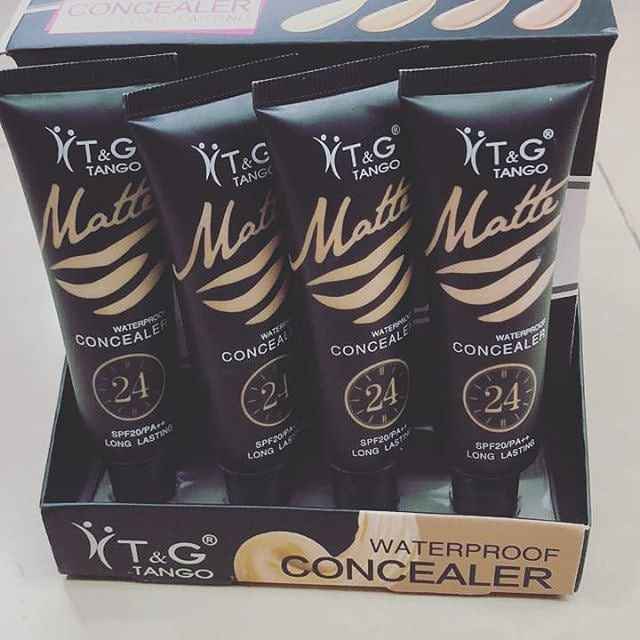 CONCEALER
LONG LASTING
T&G
TANGO
Matte
WATERPROOF
CONCEALER
24
SPF20/PA++
LONG LASTING
T&G
TANGO
Matte
WATERPROOF
CONCEALER
24
SPF20/PA++
LONG LASTING
T&G®
TANGO
Matte
WATERPROOF
CONCEALER
24
SPF20/PA++
LONG LASTING
T&G®
TANGO
Matte
WATERPROOF
CONCEALER
24
SPF20/PA++
LONG LASTING
T&G®
TANGO
WATERPROOF
CONCEALER